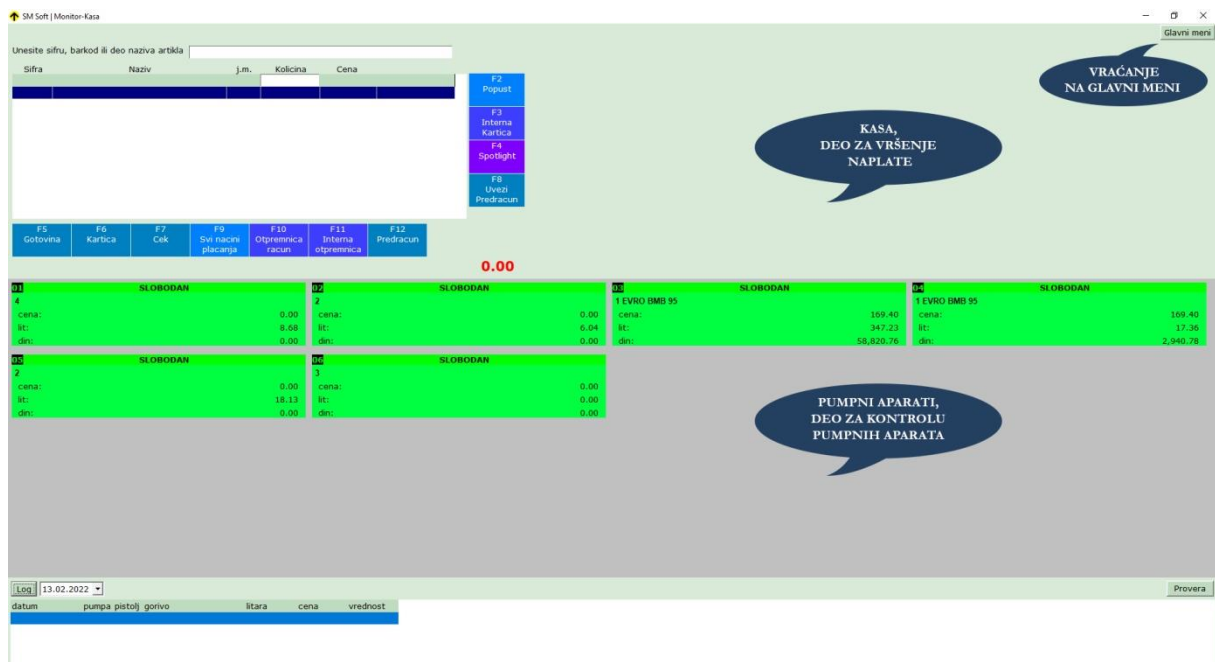 SM Soft | Monitor-Kasa
Glavni meni
Unesite sifru, barkod ili deo naziva artikla
Sifra Naziv j.m. Kolicina Cena
F2
Popust
F3
Interna
Kartica
F4
Spotlight
F8
Uvezi
Predracun
VRAĆANJE
NA GLAVNI MENI
KASA,
DEO ZA VRŠENJE
NAPLATE
F5
Gotovina
F6
Kartica
F7
Cek
F9
Svi nacini
placanja
F10
Otpremnica
racun
F11
Interna
otpremnica
F12
Predracun
0.00
01 SLOBODAN
4
cena: 0.00
lit: 8.68
din: 0.00
02 SLOBODAN
2
cena: 0.00
lit: 6.04
din: 0.00
03 SLOBODAN
1 EVRO BMB 95
cena: 169.40
lit: 347.23
din: 58,820.76
04 SLOBODAN
1 EVRO BMB 95
cena: 169.40
lit: 17.36
din: 2,940.78
05 SLOBODAN
2
cena: 0.00
lit: 18.13
din: 0.00
06 SLOBODAN
3
cena: 0.00
lit: 0.00
din: 0.00
PUMPNI APARATI,
DEO ZA KONTROLU
PUMPNIH APARATA
Log 13.02.2022 Provera
datum pumpa pistolj gorivo litara cena vrednost